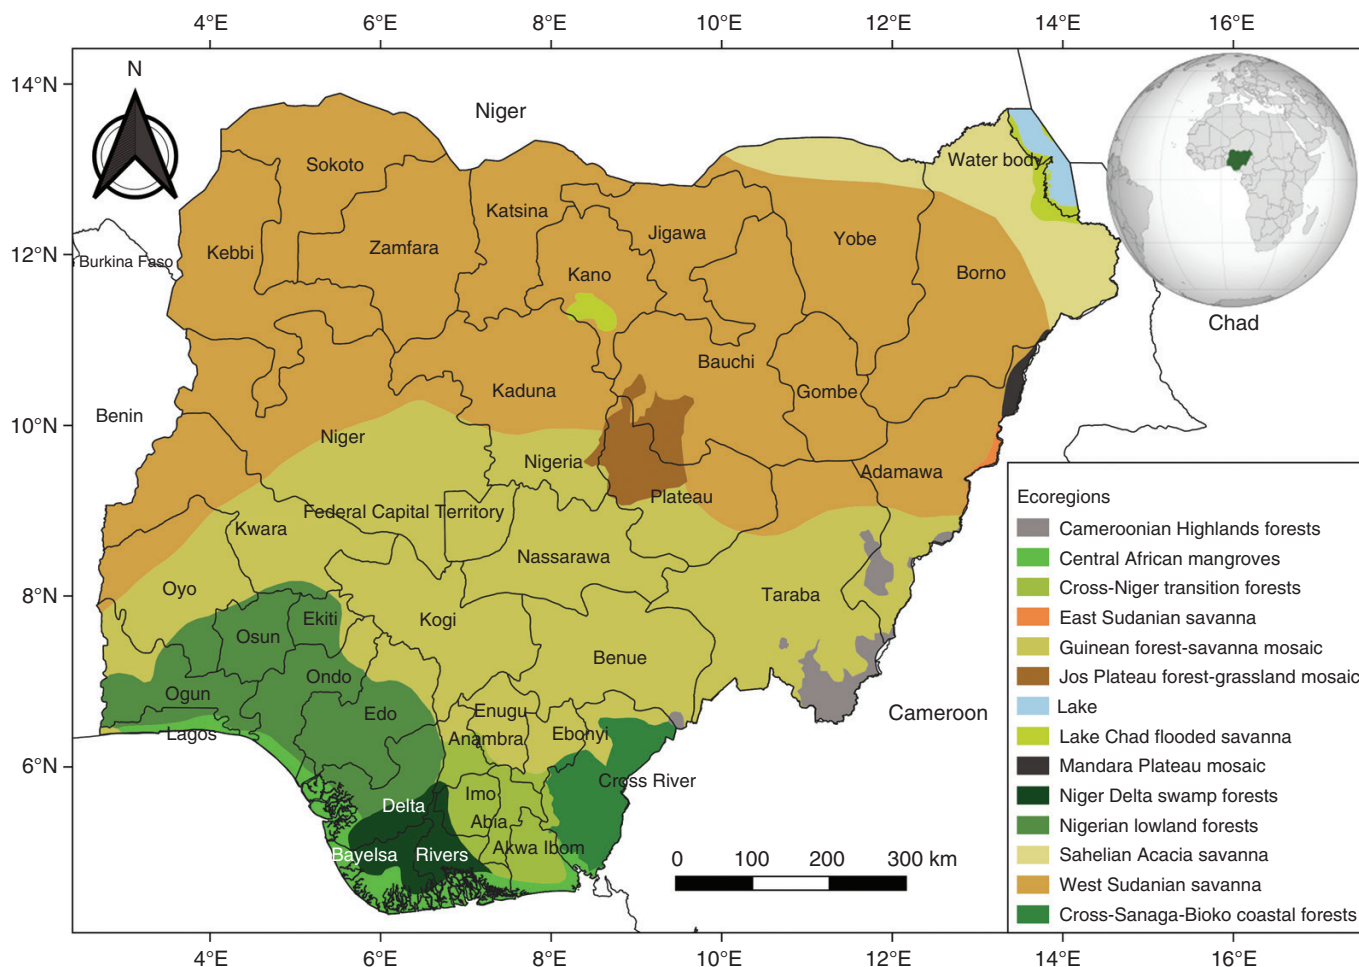 4°E 6°E 8°E 10°E 12°E 14°E 16°E
14°N
12°N
10°N
8°N
6°N
N
Niger
Sokoto
Water body
Katsina
Kebbi
Zamfara
Jigawa
Yobe
Burkina Faso
Kano
Borno
Chad
Bauchi
Kaduna
Gombe
Benin
Niger
Nigeria
Adamawa
Plateau
Federal Capital Territory
Kwara
Nassarawa
Oyo
Taraba
Ekiti
Kogi
Osun
Benue
Ondo
Ogun
Edo
Enugu
Cameroon
Lagos
Anambra
Ebonyi
Cross River
Imo
Delta
Abia
Akwa Ibom
Bayelsa
Rivers
0 100 200 300 km
Ecoregions
Cameroonian Highlands forests
Central African mangroves
Cross-Niger transition forests
East Sudanian savanna
Guinean forest-savanna mosaic
Jos Plateau forest-grassland mosaic
Lake
Lake Chad flooded savanna
Mandara Plateau mosaic
Niger Delta swamp forests
Nigerian lowland forests
Sahelian Acacia savanna
West Sudanian savanna
Cross-Sanaga-Bioko coastal forests
4°E 6°E 8°E 10°E 12°E 14°E 16°E